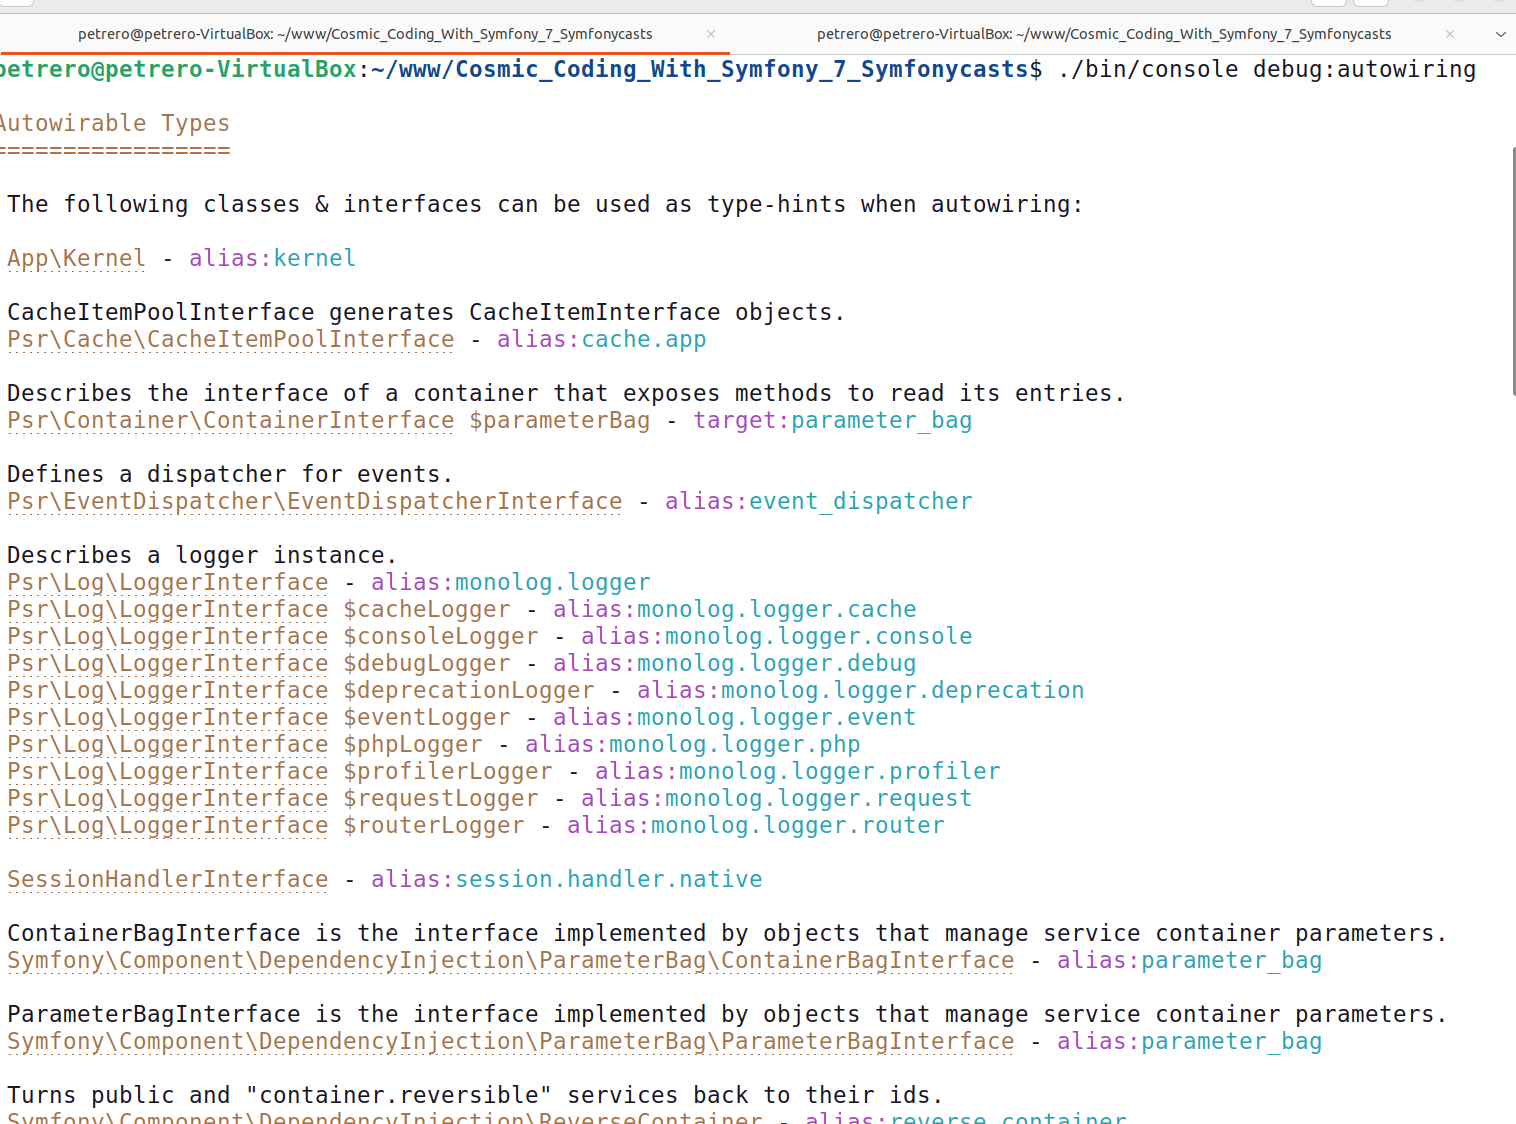 petrero@petrero-VirtualBox: ~/www/Cosmic_Coding_With_Symfony_7_Symfonycasts × petrero@petrero-VirtualBox: ~/www/Cosmic_Coding_With_Symfony_7_Symfonycasts ×
petrero@petrero-VirtualBox:~/www/Cosmic_Coding_With_Symfony_7_Symfonycasts$ ./bin/console debug:autowiring
Autowirable Types
=================
The following classes & interfaces can be used as type-hints when autowiring:
App\Kernel - alias:kernel
CacheItemPoolInterface generates CacheItemInterface objects.
Psr\Cache\CacheItemPoolInterface - alias:cache.app
Describes the interface of a container that exposes methods to read its entries.
Psr\Container\ContainerInterface $parameterBag - target:parameter_bag
Defines a dispatcher for events.
Psr\EventDispatcher\EventDispatcherInterface - alias:event_dispatcher
Describes a logger instance.
Psr\Log\LoggerInterface - alias:monolog.logger
Psr\Log\LoggerInterface $cacheLogger - alias:monolog.logger.cache
Psr\Log\LoggerInterface $consoleLogger - alias:monolog.logger.console
Psr\Log\LoggerInterface $debugLogger - alias:monolog.logger.debug
Psr\Log\LoggerInterface $deprecationLogger - alias:monolog.logger.deprecation
Psr\Log\LoggerInterface $eventLogger - alias:monolog.logger.event
Psr\Log\LoggerInterface $phpLogger - alias:monolog.logger.php
Psr\Log\LoggerInterface $profilerLogger - alias:monolog.logger.profiler
Psr\Log\LoggerInterface $requestLogger - alias:monolog.logger.request
Psr\Log\LoggerInterface $routerLogger - alias:monolog.logger.router
SessionHandlerInterface - alias:session.handler.native
ContainerBagInterface is the interface implemented by objects that manage service container parameters.
Symfony\Component\DependencyInjection\ParameterBag\ContainerBagInterface - alias:parameter_bag
ParameterBagInterface is the interface implemented by objects that manage service container parameters.
Symfony\Component\DependencyInjection\ParameterBag\ParameterBagInterface - alias:parameter_bag
Turns public and "container.reversible" services back to their ids.
Symfony\Component\DependencyInjection\ReverseContainer - alias:reverse_container